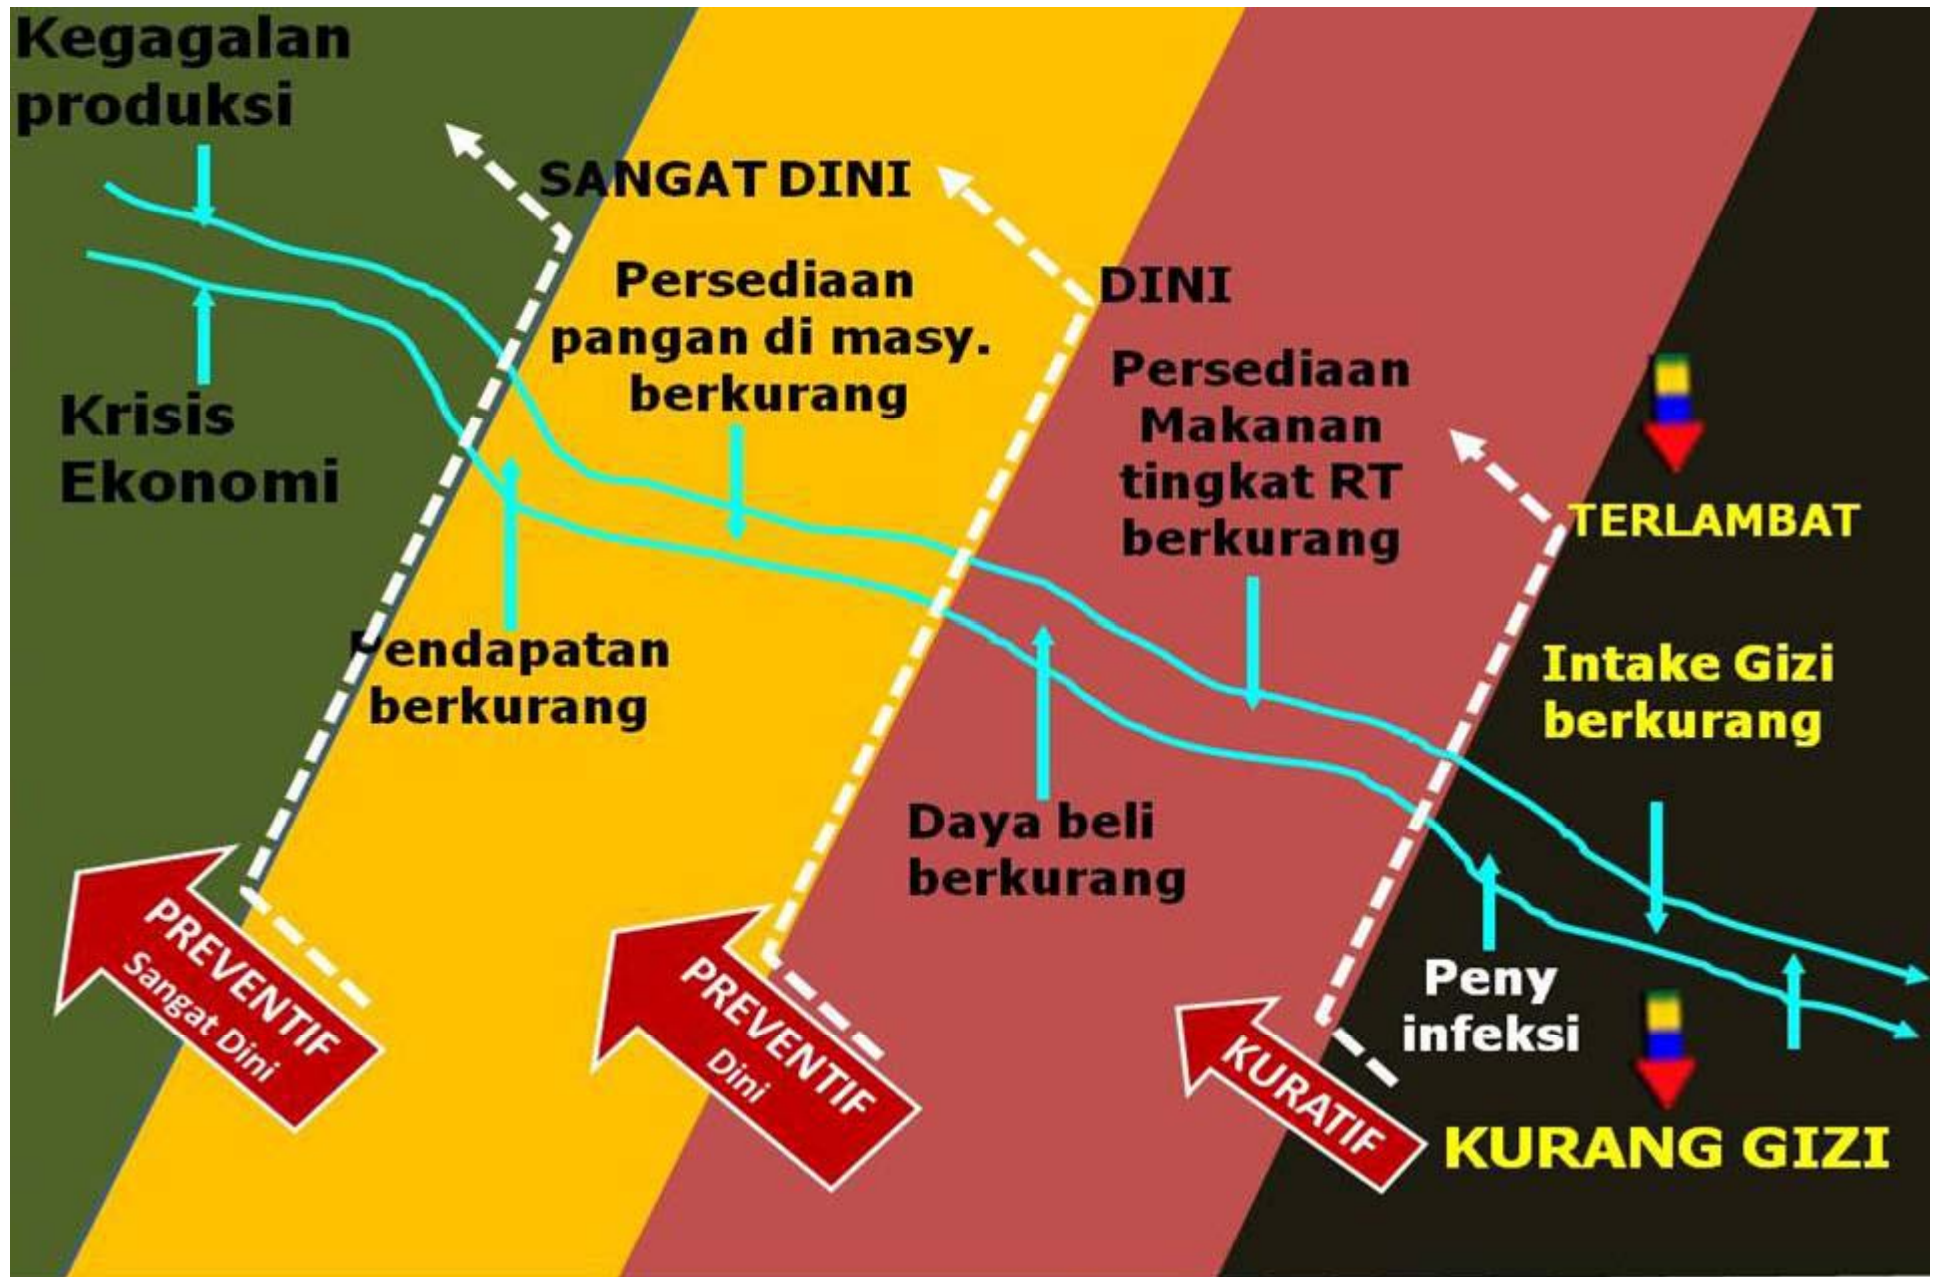 Kegagalan
produksi
Krisis
Ekonomi
SANGAT DINI
Persediaan
pangan di masy.
berkurang
Pendapatan
berkurang
DINI
Persediaan
Makanan
tingkat RT
berkurang
Daya beli
berkurang
TERLAMBAT
Intake Gizi
berkurang
Peny
infeksi
KURANG GIZI
PREVENTIF
Sangat Dini
PREVENTIF
Dini
KURATIF